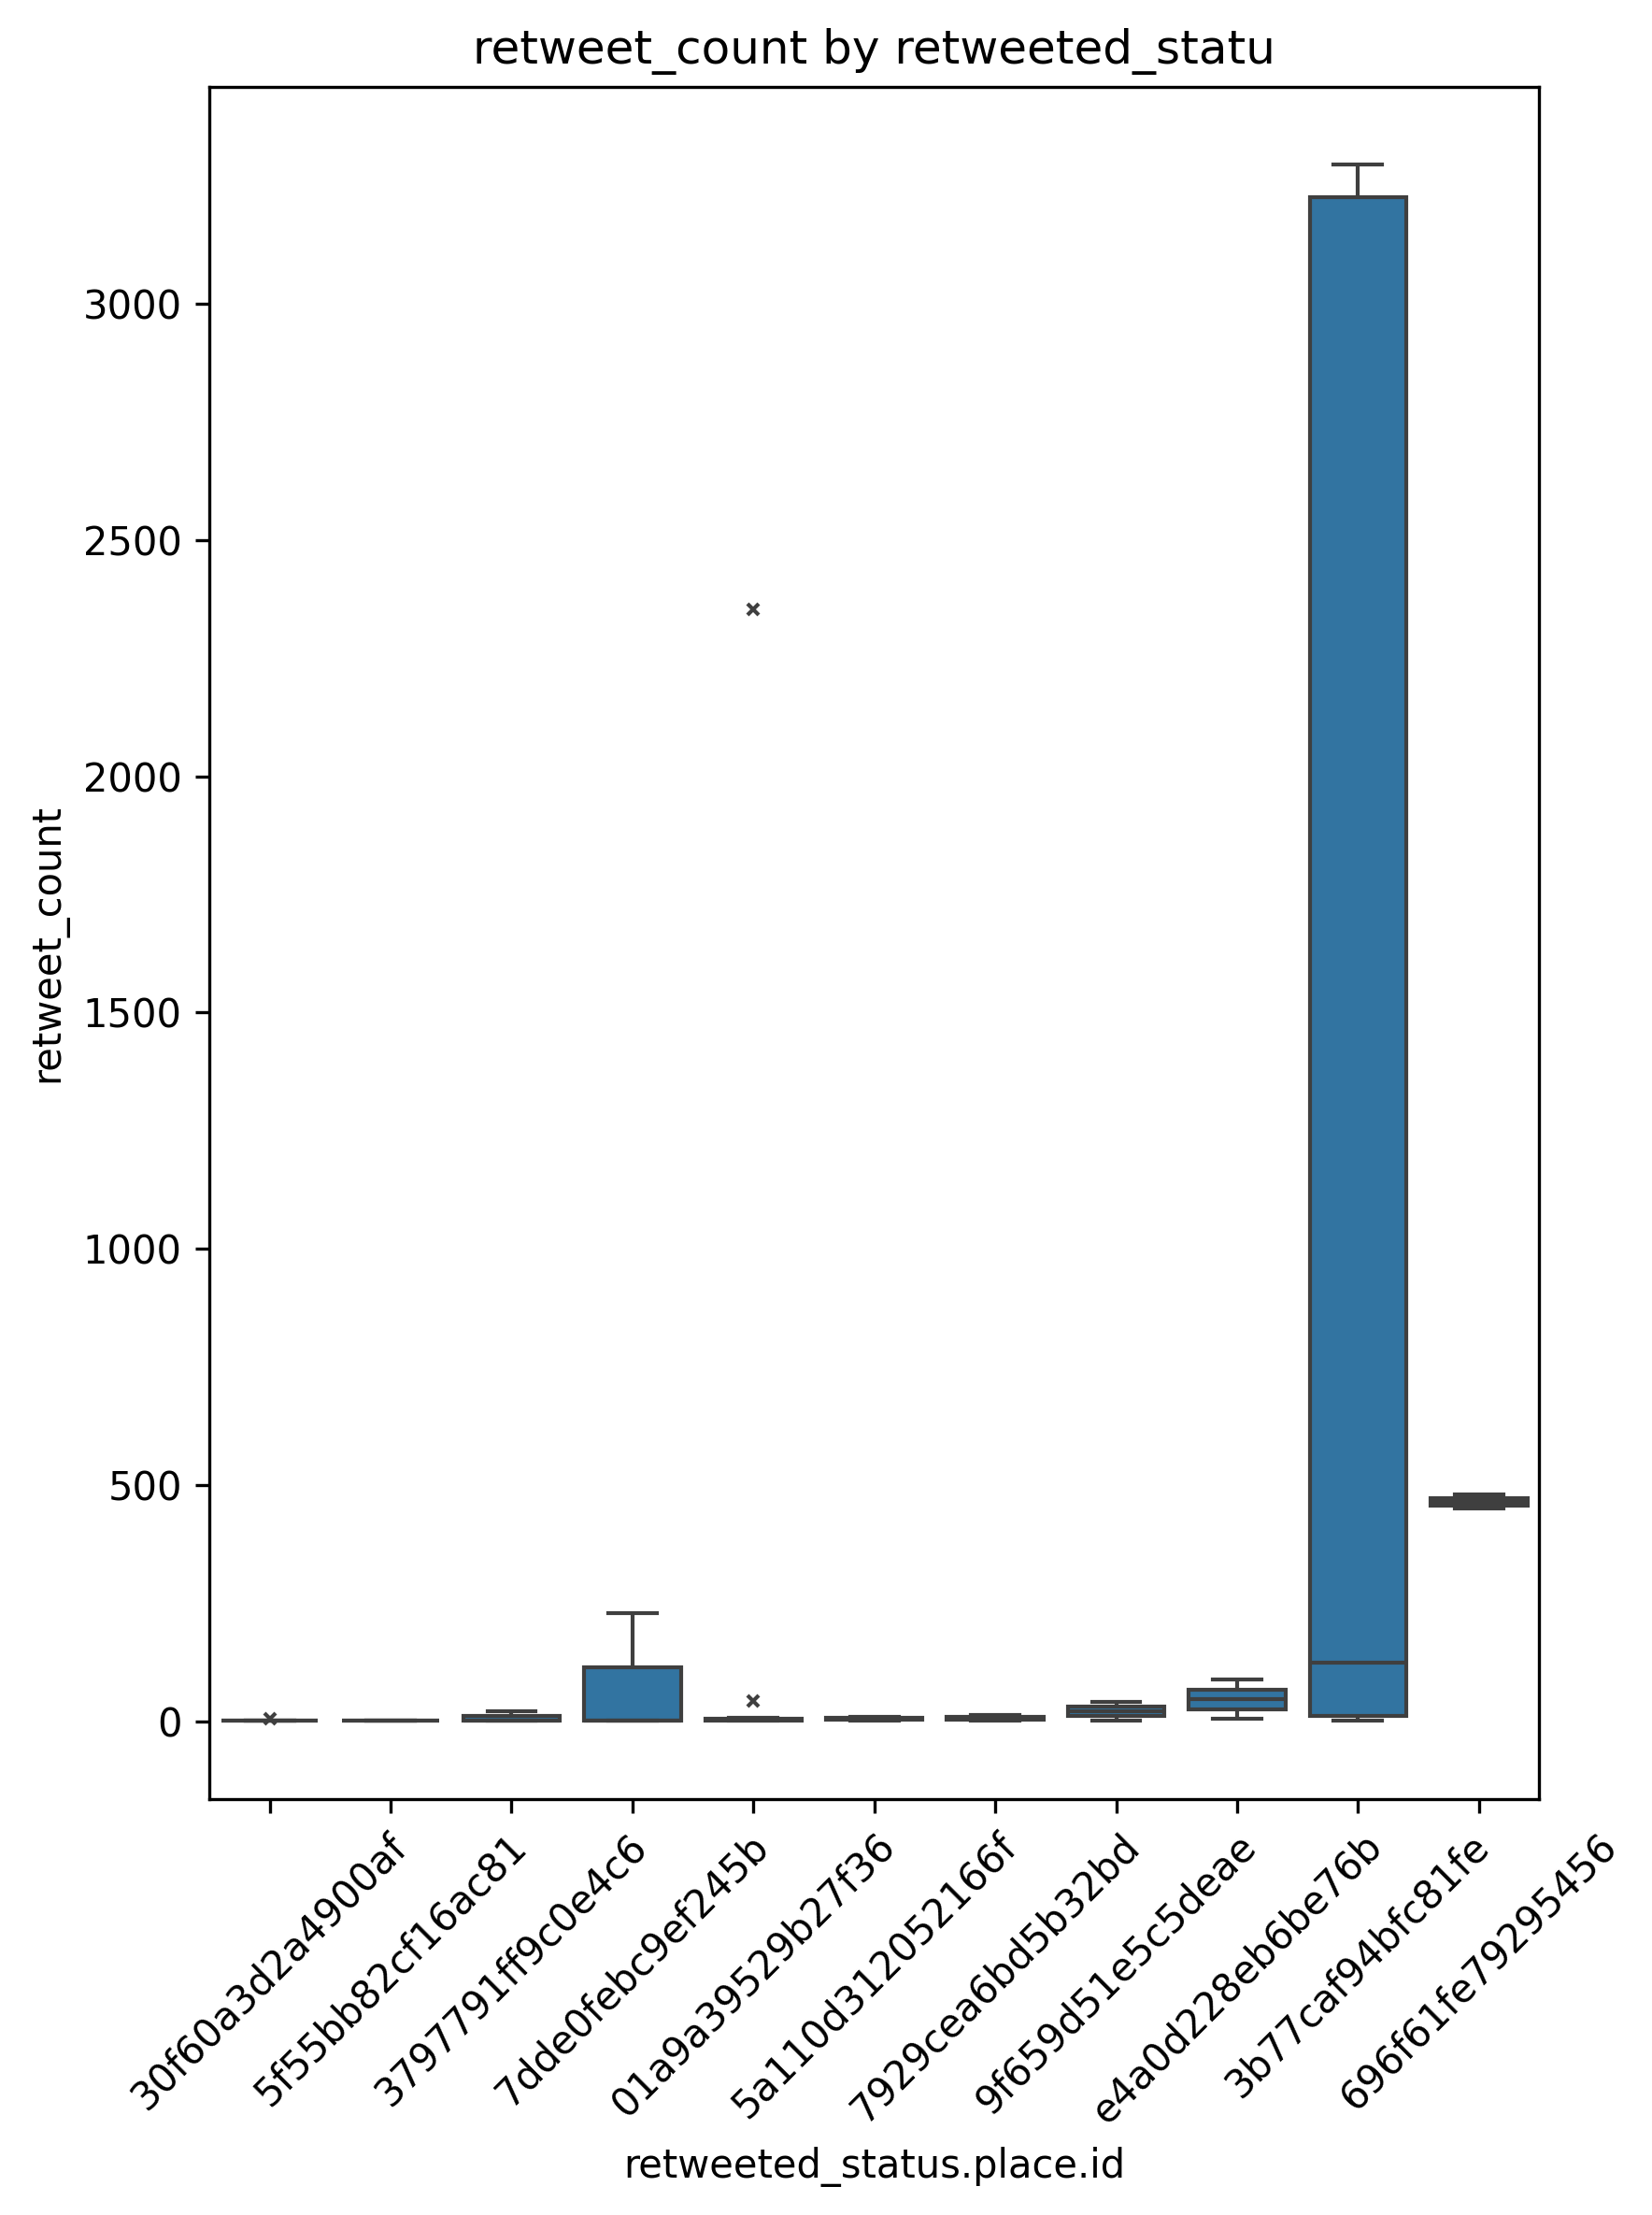 retweet_count by retweeted_statu
retweet_count
3000
2500
2000
1500
1000
500
0
30f60a3d2a4900af
5f55bb82cf16ac81
379791ff9c0e4c6
7dde0febc9ef245b
01a9a39529b27f36
5a110d312052166f
7929cea6bd5b32bd
9f659d51e5c5deae
e4a0d228eb6be76b
3b77caf94bfc81fe
696f61fe79295456
retweeted_status.place.id